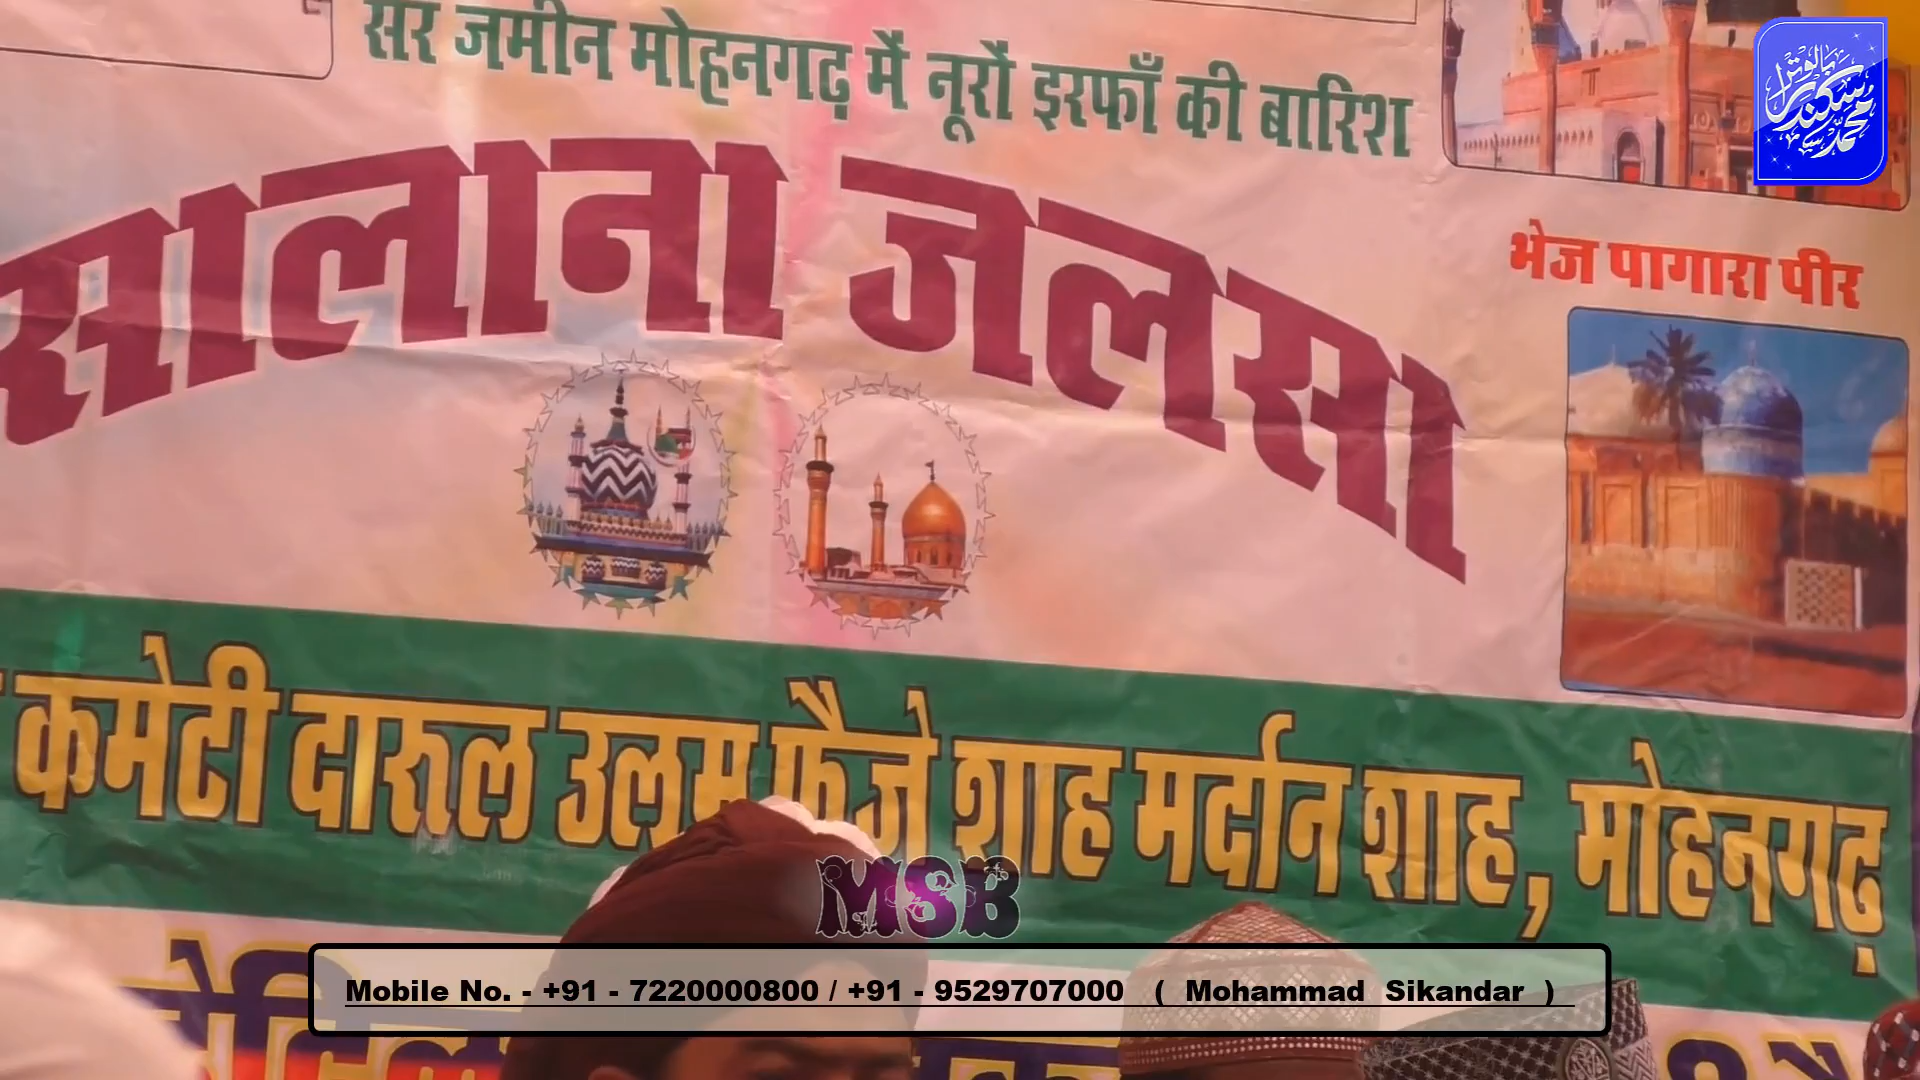 सर जमीन मोहनगढ़ में नूरों इरफाँ की बारिश
सालाना जलसा
भेज पागारा पीर
कमेटी दारूल उलूम फैजे शाह मर्दान शाह, मोहनगढ़
MSB
Mobile No. - +91 - 7220000800 / +91 - 9529707000 ( Mohammad Sikandar )